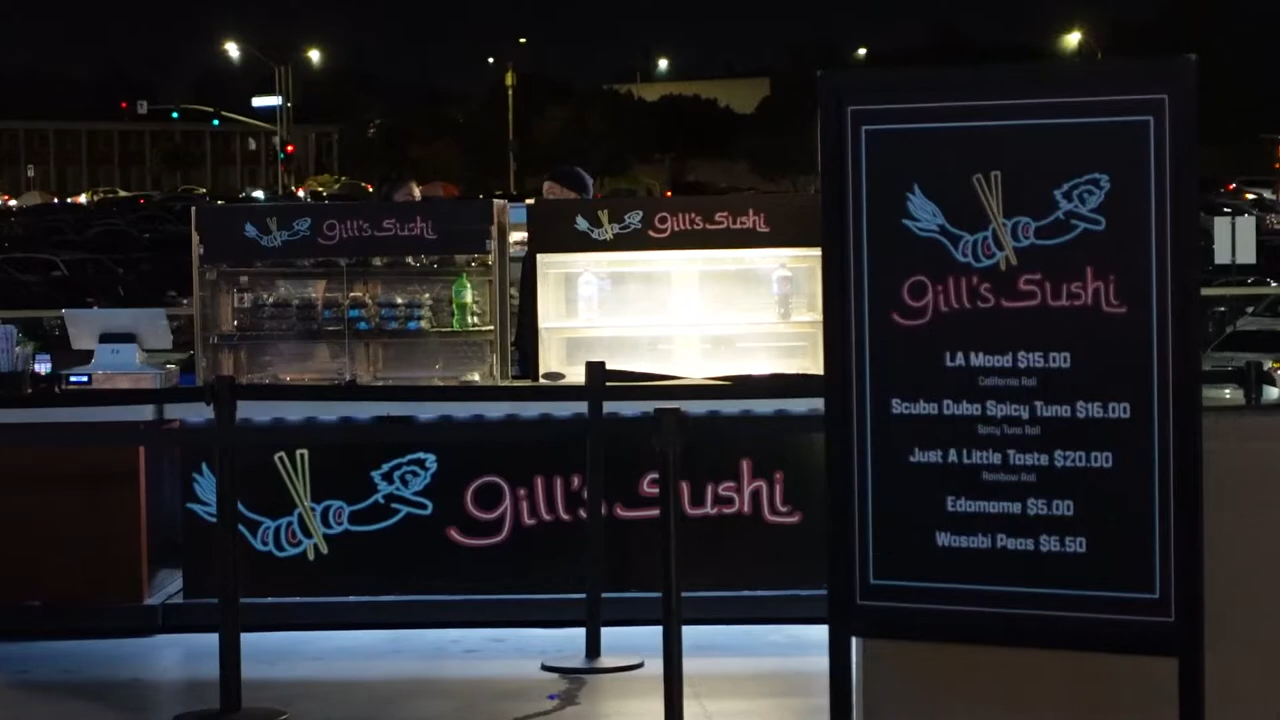 gill's Sushi
gill's Sushi
gill's Sushi
gill's Sushi
LA Mood $15.00
California Roll
Scuba Duba Spicy Tuna $16.00
Spicy Tuna Roll
Just A Little Taste $20.00
Rainbow Roll
Edamame $5.00
Wasabi Peas $6.50